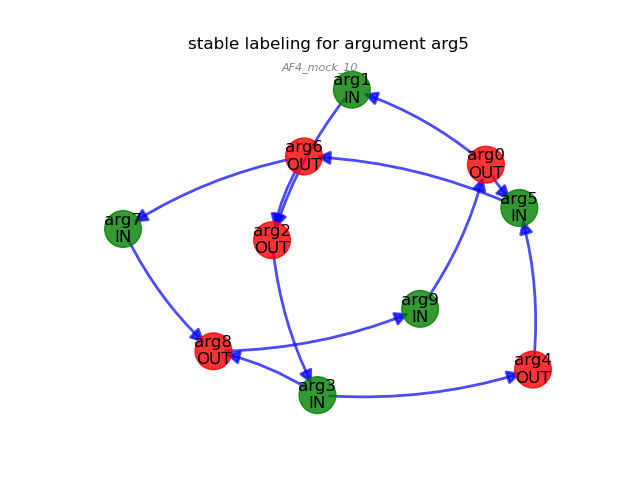 stable labeling for argument arg5
AF4_mock_10
arg1
IN
arg6
OUT
arg0
OUT
arg5
IN
arg7
IN
arg2
OUT
arg9
IN
arg8
OUT
arg4
OUT
arg3
IN